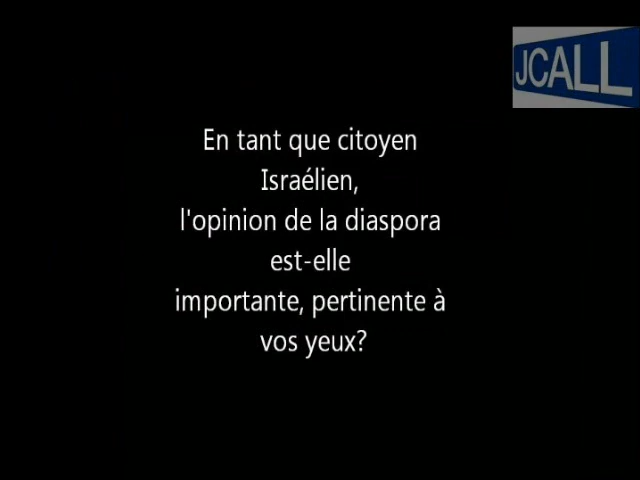 JCALL
En tant que citoyen
Israélien,
l'opinion de la diaspora
est-elle
importante, pertinente à
vos yeux?